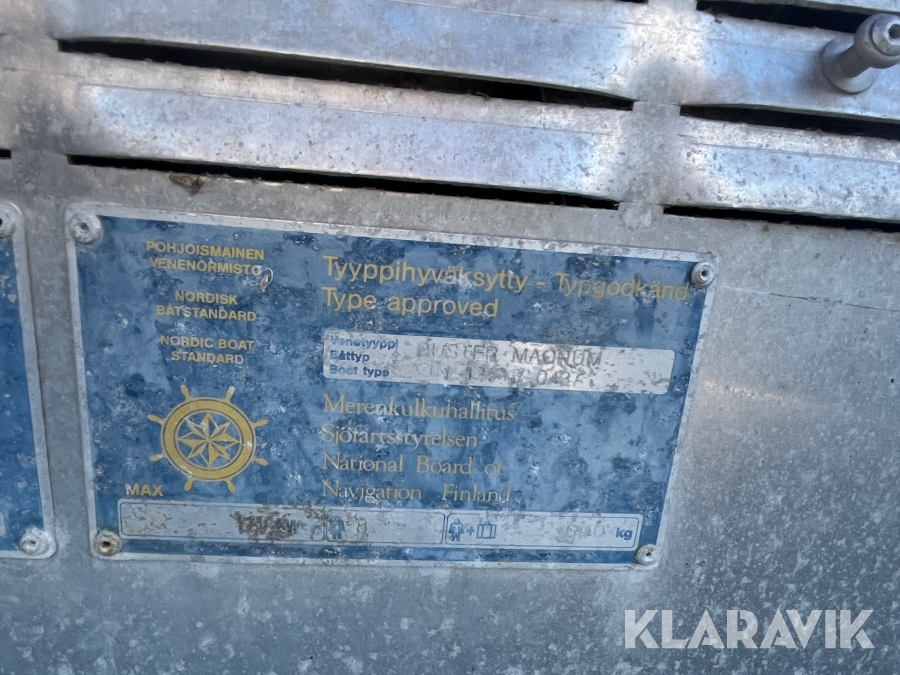 POHJOISMAINEN
VENENORMISTO
NORDISK
BÅTSTANDARD
NORDIC BOAT
STANDARD
MAX
Tyyppihyväksytty - Typgodkänd
Type approved
Venetyyppi
Båttyp
Boat type
BUSTER MAGNUM
Merenkulkuhallitus
Sjöfartsstyrelsen
National Board of
Navigation Finland
8
+
kg
KLARAVIK